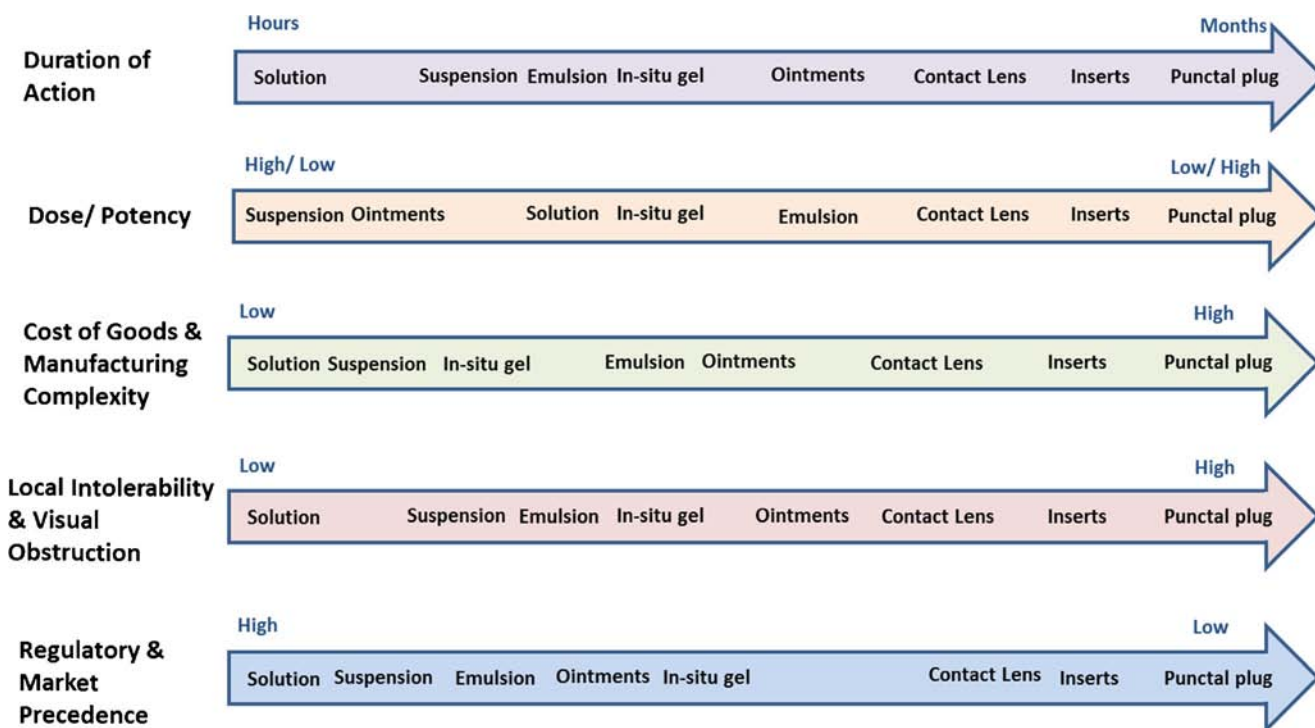 Hours
Months
Duration of
Action
Solution Suspension Emulsion In-situ gel Ointments Contact Lens Inserts Punctal plug
High/ Low
Low/ High
Dose/ Potency
Suspension Ointments Solution In-situ gel Emulsion Contact Lens Inserts Punctal plug
Low
High
Cost of Goods &
Manufacturing
Complexity
Solution Suspension In-situ gel Emulsion Ointments Contact Lens Inserts Punctal plug
Low
High
Local Intolerability
& Visual
Obstruction
Solution Suspension Emulsion In-situ gel Ointments Contact Lens Inserts Punctal plug
High
Low
Regulatory &
Market
Precedence
Solution Suspension Emulsion Ointments In-situ gel Contact Lens Inserts Punctal plug